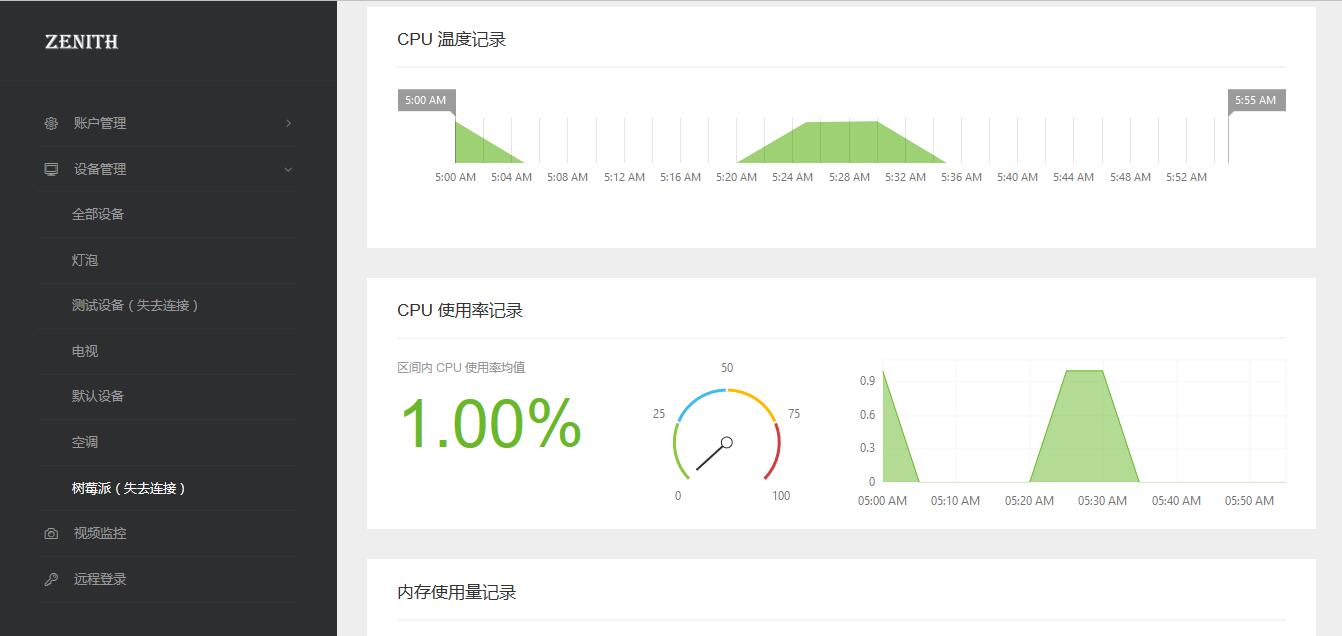 ZENITH
账户管理
设备管理
全部设备
灯泡
测试设备（失去连接）
电视
默认设备
空调
树莓派（失去连接）
视频监控
远程登录
CPU 温度记录
5:00 AM 5:55 AM
5:00 AM 5:04 AM 5:08 AM 5:12 AM 5:16 AM 5:20 AM 5:24 AM 5:28 AM 5:32 AM 5:36 AM 5:40 AM 5:44 AM 5:48 AM 5:52 AM
CPU 使用率记录
区间内 CPU 使用率均值
1.00%
50
25 75
0 100
0.9
0.6
0.3
0
05:00 AM 05:10 AM 05:20 AM 05:30 AM 05:40 AM 05:50 AM
内存使用量记录